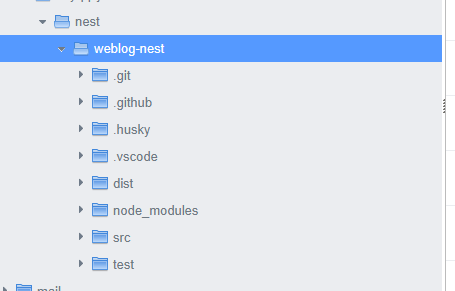 nest
weblog-nest
.git
.github
.husky
.vscode
dist
node_modules
src
test